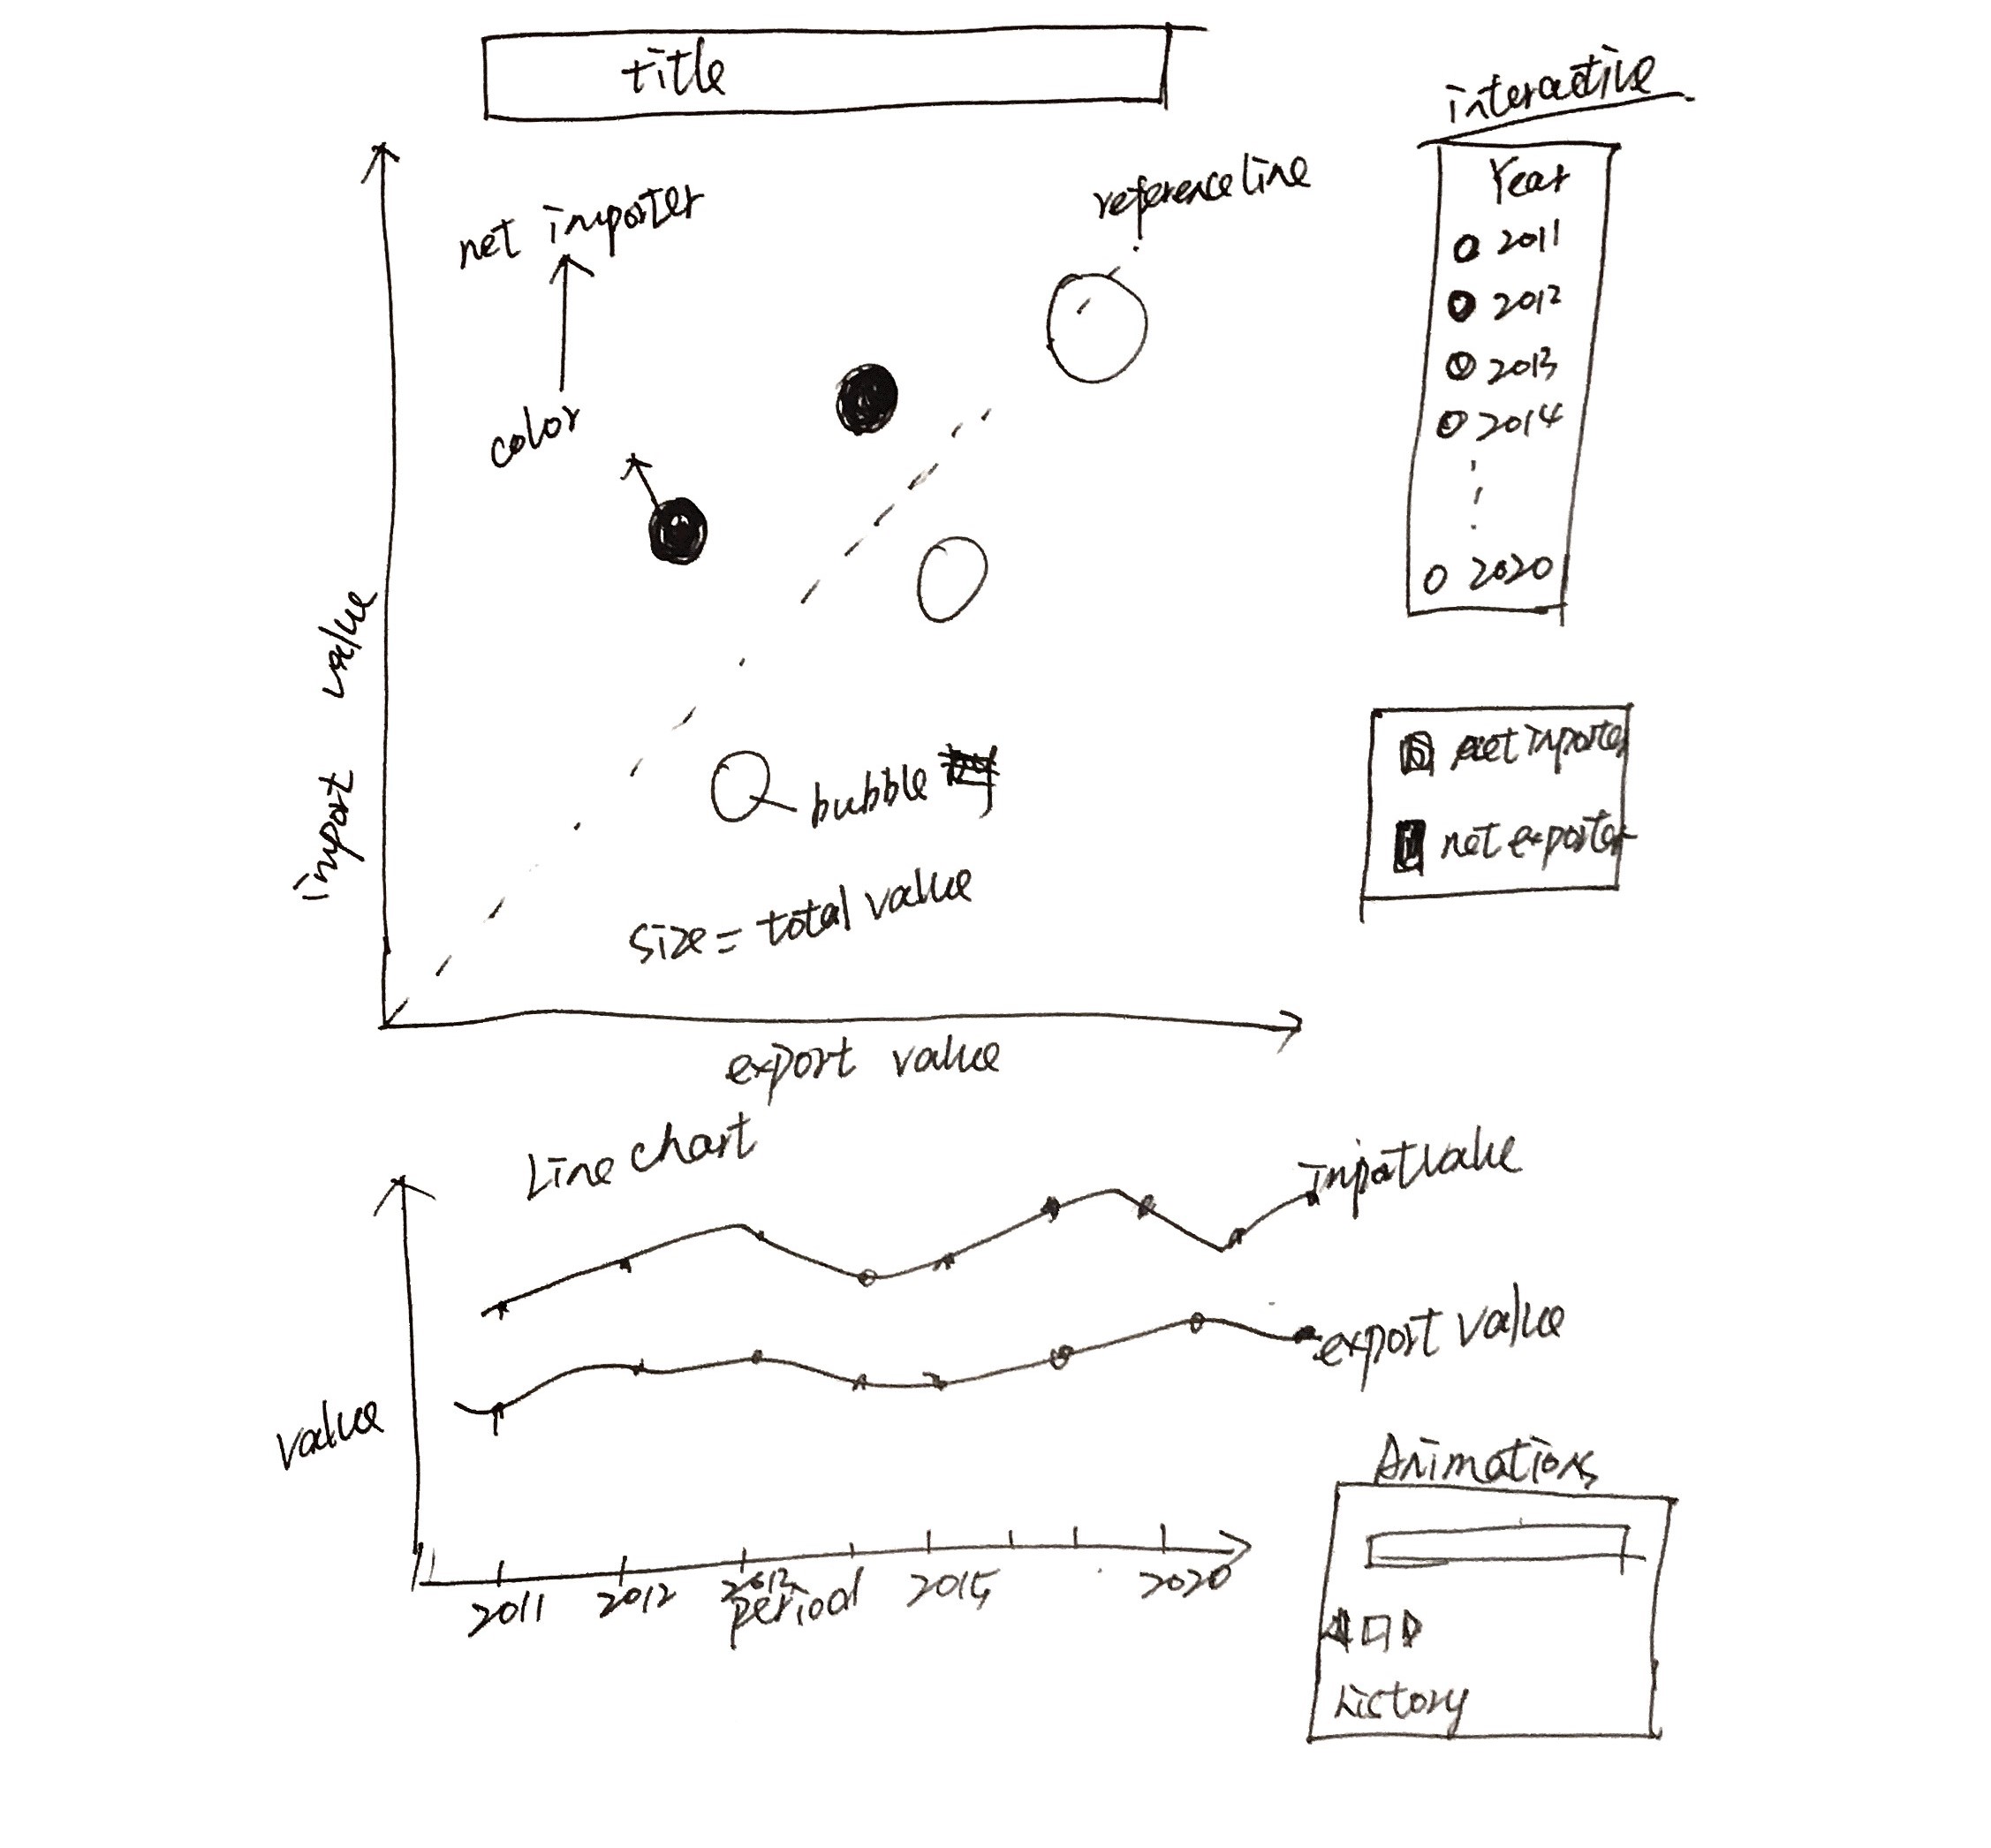 title
interactive
Year
2011
2012
2013
2014
2020
reference line
net importer
color
import value
bubble
size = total value
export value
net importer
net exporter
Line chart
import value
export value
value
2011
2012
2013
2015
2020
period
Animations
history